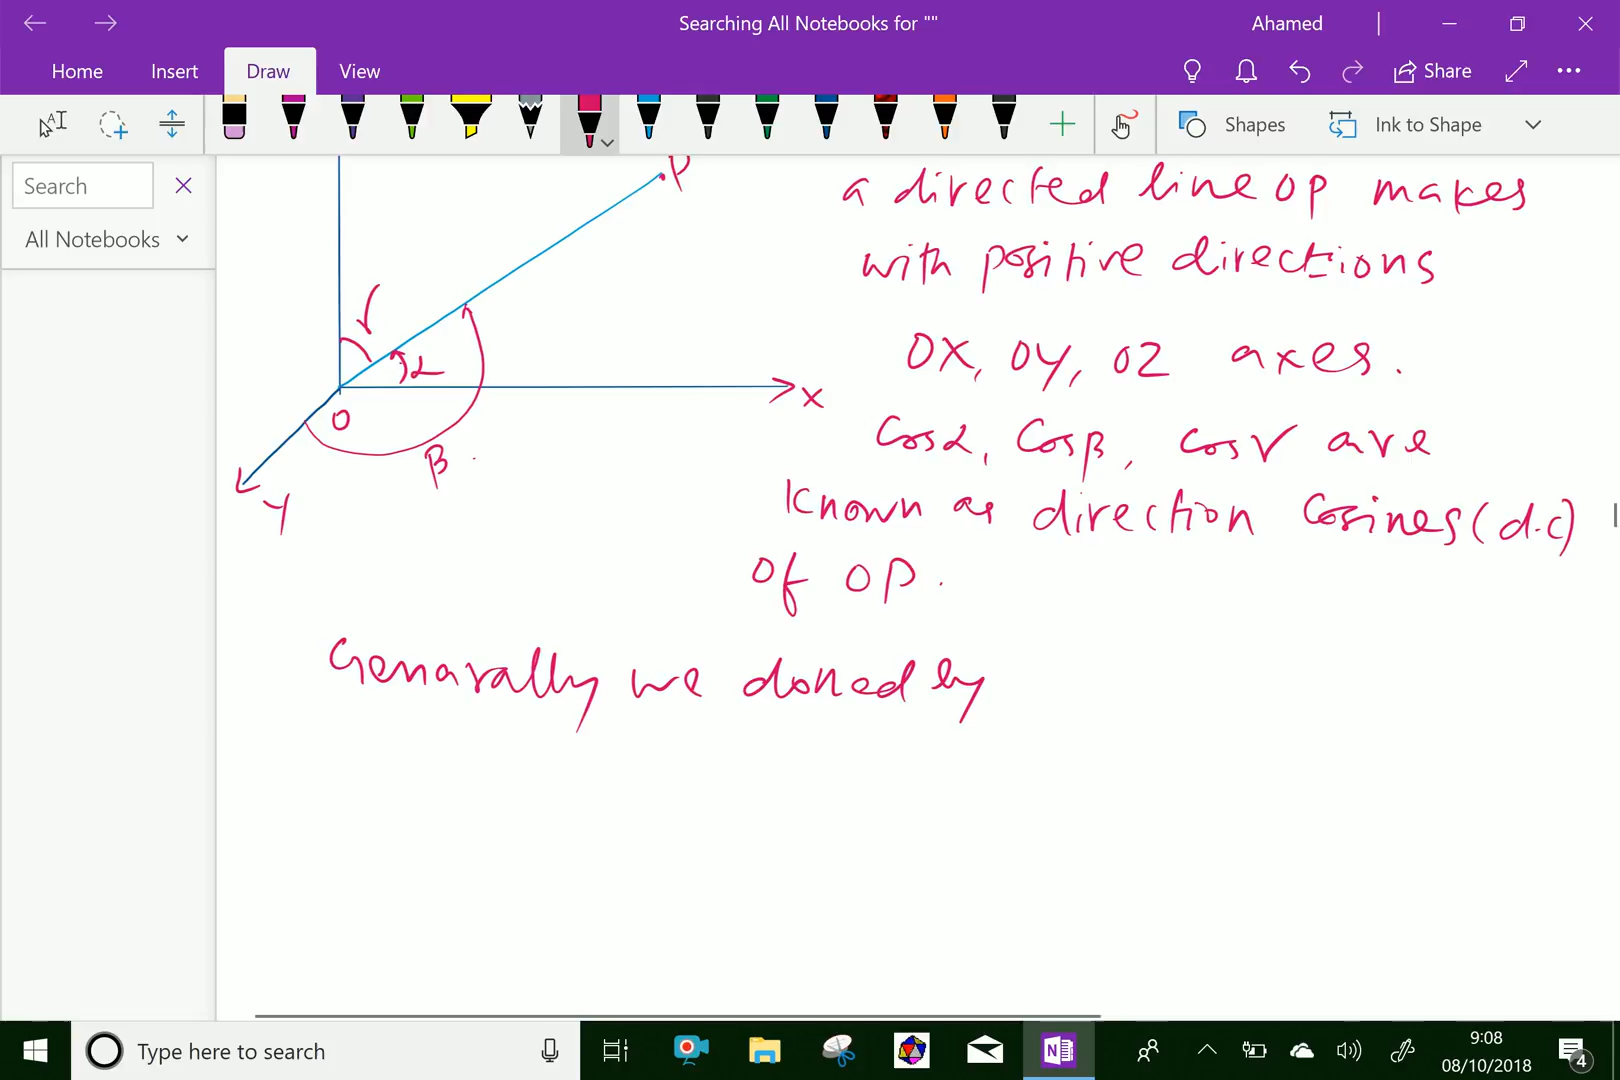 Searching All Notebooks for ""
Ahamed
Home Insert Draw View
Share
Shapes
Ink to Shape
Search
All Notebooks
P
γ
α
O
X
β
Y
a directed line OP makes
with positive directions
OX, OY, OZ axes.
Cosα, Cosβ, cosγ are
Known as direction Cosines (d.c)
Of OP.
Generally we doned by
Type here to search
9:08
08/10/2018
4